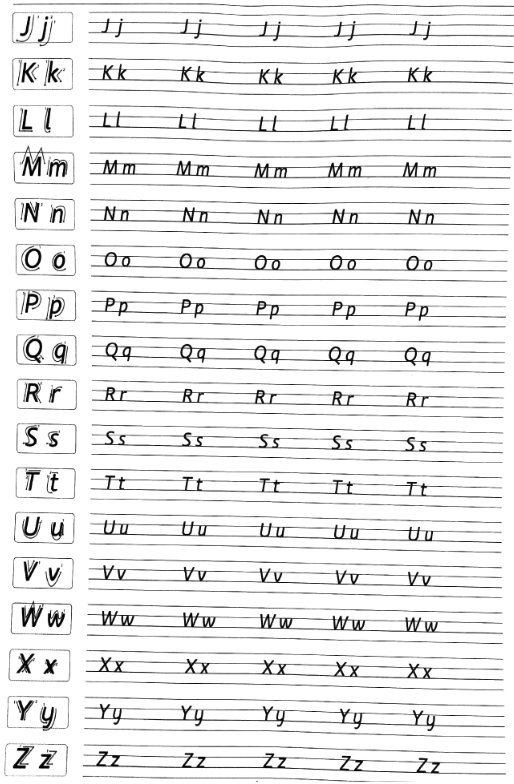 Jj Jj Jj Jj Jj Jj
Kk Kk Kk Kk Kk Kk
Ll Ll Ll Ll Ll Ll
Mm Mm Mm Mm Mm Mm
Nn Nn Nn Nn Nn Nn
Oo Oo Oo Oo Oo Oo
Pp Pp Pp Pp Pp Pp
Qq Qq Qq Qq Qq Qq
Rr Rr Rr Rr Rr Rr
Ss Ss Ss Ss Ss Ss
Tt Tt Tt Tt Tt Tt
Uu Uu Uu Uu Uu Uu
Vv Vv Vv Vv Vv Vv
Ww Ww Ww Ww Ww Ww
Xx Xx Xx Xx Xx Xx
Yy Yy Yy Yy Yy Yy
Zz Zz Zz Zz Zz Zz